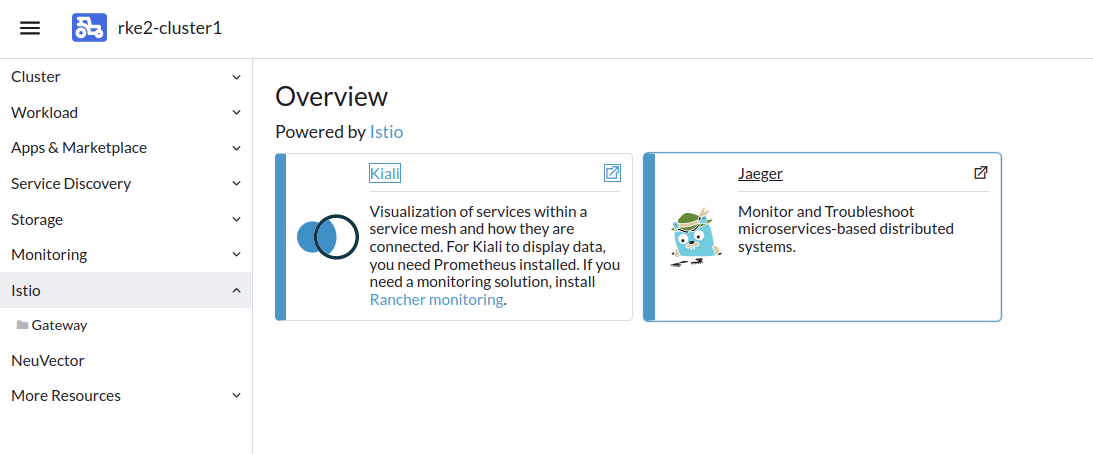 rke2-cluster1
Cluster
Workload
Apps & Marketplace
Service Discovery
Storage
Monitoring
Istio
Gateway
NeuVector
More Resources
Overview
Powered by Istio
Kiali
Visualization of services within a
service mesh and how they are
connected. For Kiali to display data,
you need Prometheus installed. If you
need a monitoring solution, install
Rancher monitoring.
Jaeger
Monitor and Troubleshoot
microservices-based distributed
systems.